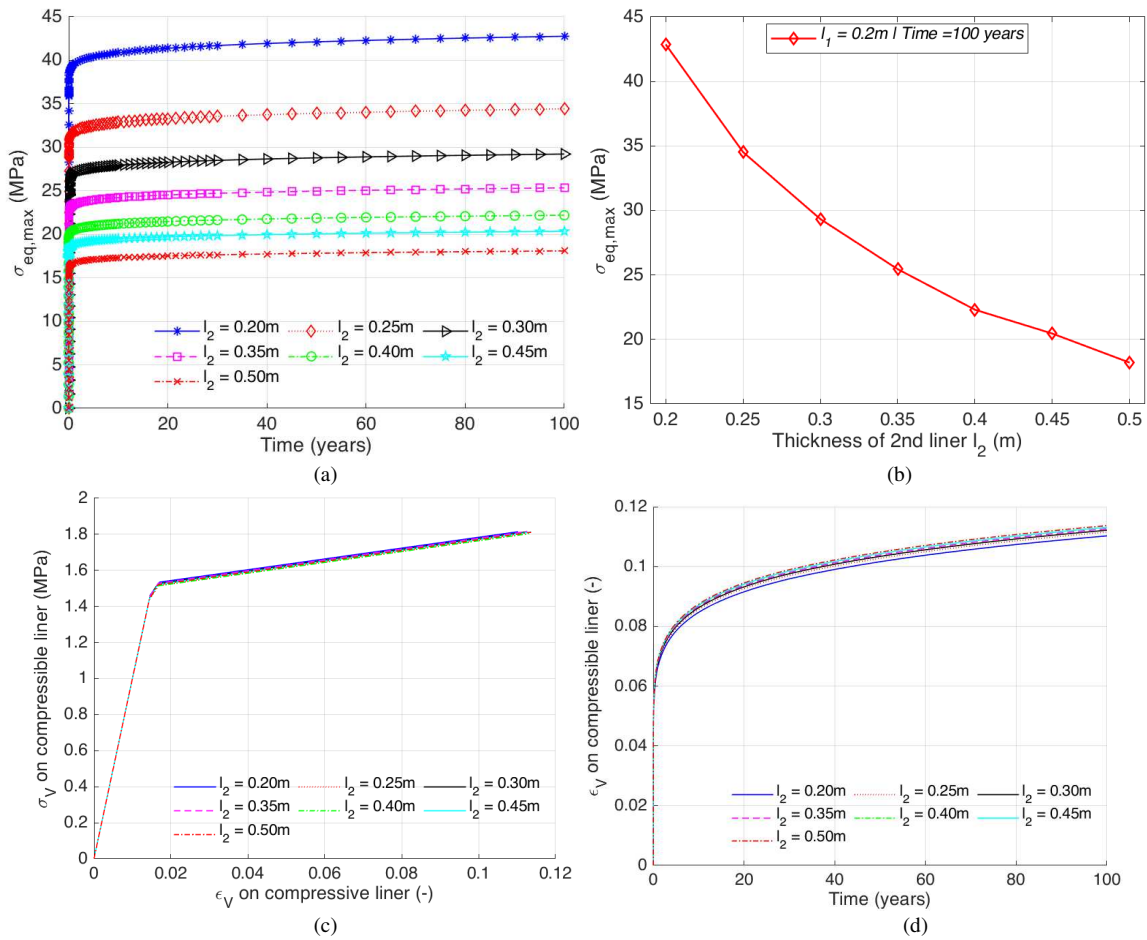 σeq,max (MPa)
45
40
35
30
25
20
15
10
5
0
l2 = 0.20m l2 = 0.25m l2 = 0.30m
l2 = 0.35m l2 = 0.40m l2 = 0.45m
l2 = 0.50m
0 20 40 60 80 100
Time (years)
(a)
σeq,max (MPa)
45
40
35
30
25
20
15
l1 = 0.2m I Time =100 years
0.2 0.25 0.3 0.35 0.4 0.45 0.5
Thickness of 2nd liner l2 (m)
(b)
σV on compressible liner (MPa)
2
1.8
1.6
1.4
1.2
1
0.8
0.6
0.4
0.2
0
l2 = 0.20m l2 = 0.25m l2 = 0.30m
l2 = 0.35m l2 = 0.40m l2 = 0.45m
l2 = 0.50m
0 0.02 0.04 0.06 0.08 0.1 0.12
ϵV on compressive liner (-)
(c)
ϵV on compressible liner (-)
0.12
0.1
0.08
0.06
0.04
0.02
0
l2 = 0.20m l2 = 0.25m l2 = 0.30m
l2 = 0.35m l2 = 0.40m l2 = 0.45m
l2 = 0.50m
0 20 40 60 80 100
Time (years)
(d)